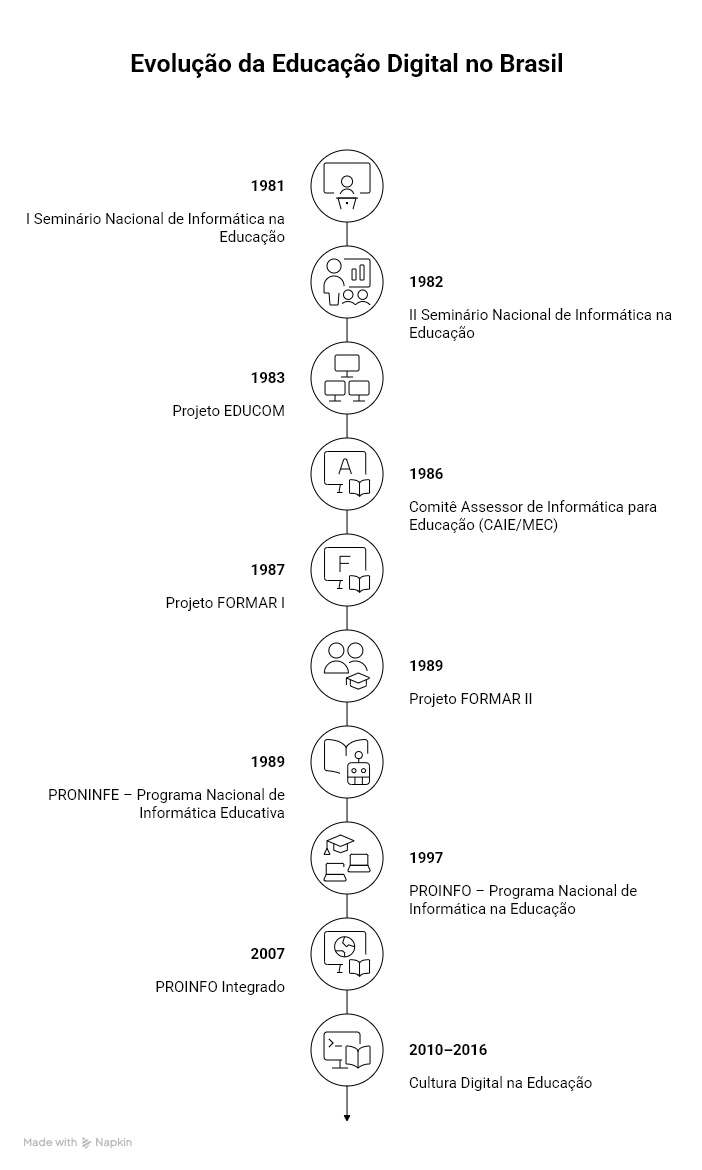 Evolução da Educação Digital no Brasil
1981
I Seminário Nacional de Informática na
Educação
1982
II Seminário Nacional de Informática na
Educação
1983
Projeto EDUCOM
A
1986
Comitê Assessor de Informática para
Educação (CAIE/MEC)
F
1987
Projeto FORMAR I
1989
Projeto FORMAR II
1989
PRONINFE – Programa Nacional de
Informática Educativa
1997
PROINFO – Programa Nacional de
Informática na Educação
2007
PROINFO Integrado
2010–2016
Cultura Digital na Educação
Made with Napkin